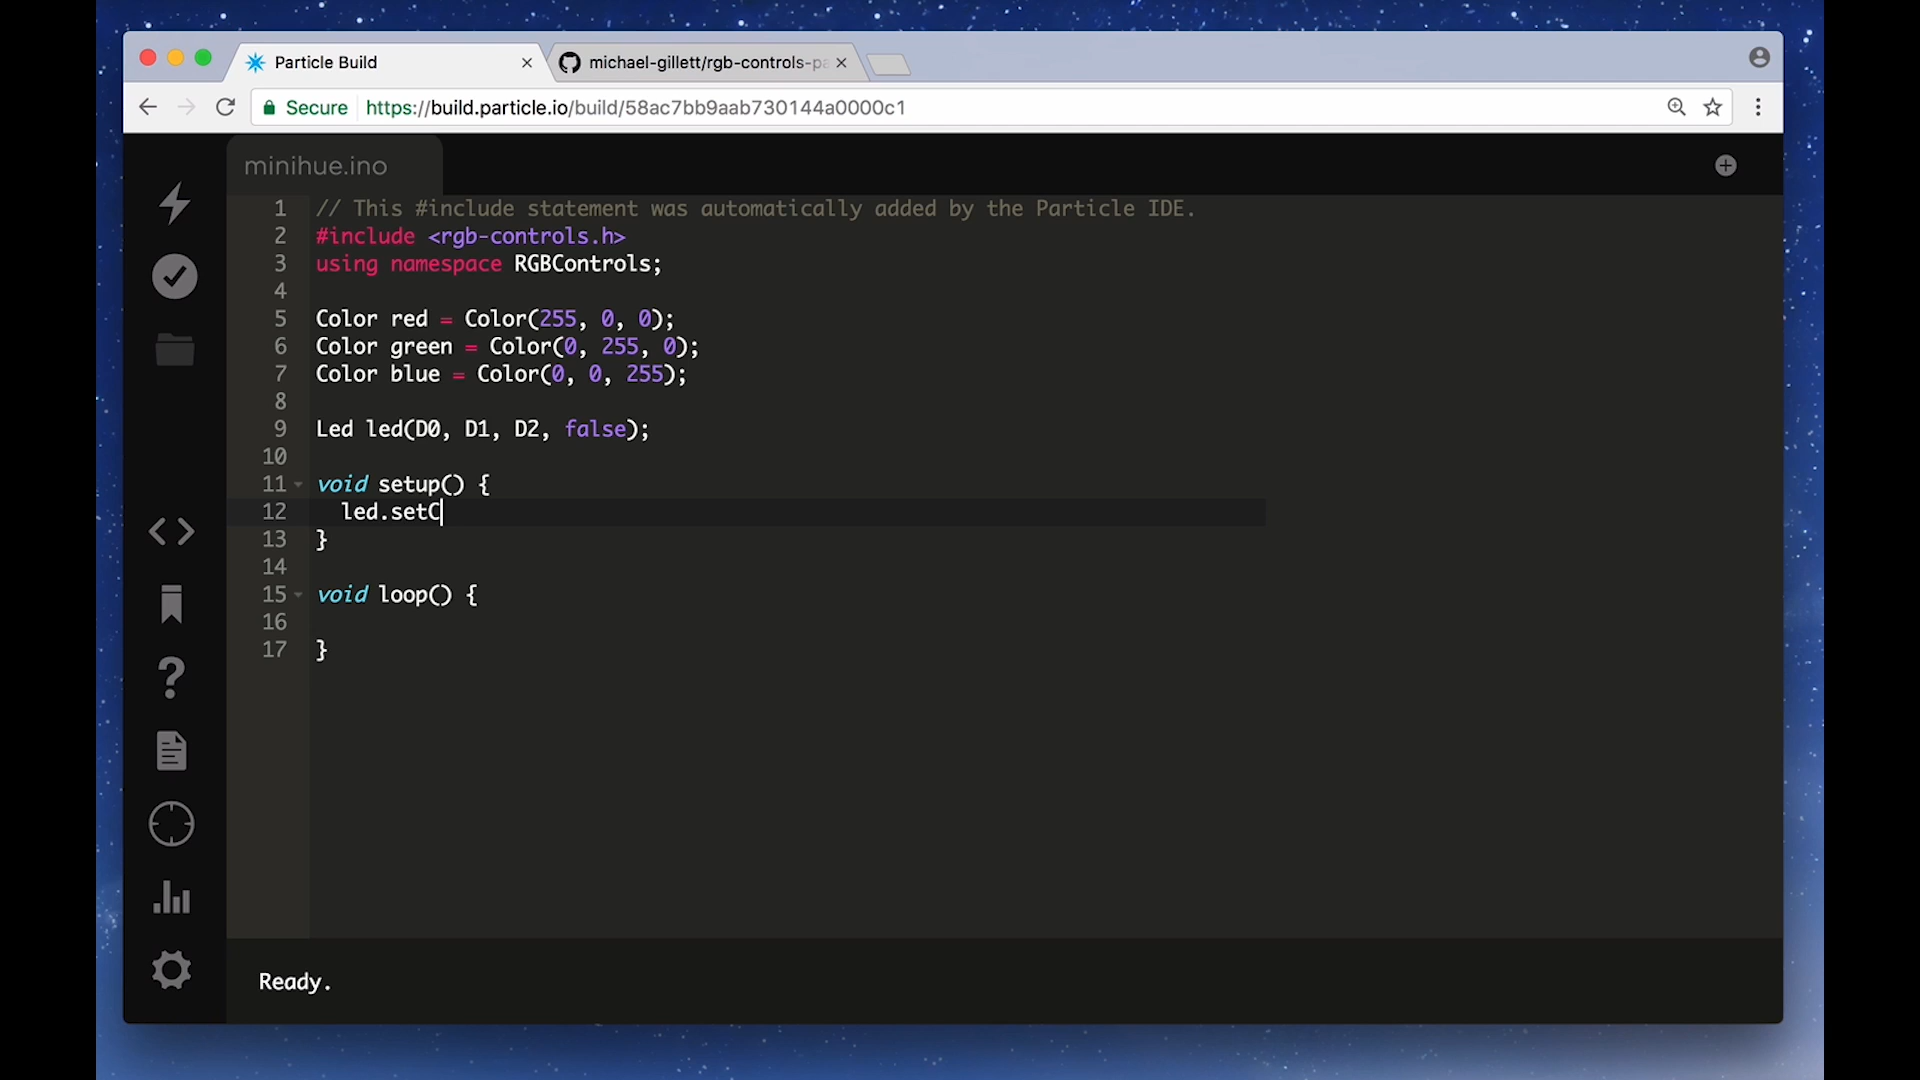 Particle Build
michael-gillett/rgb-controls-pa
Secure https://build.particle.io/build/58ac7bb9aab730144a0000c1
minihue.ino
1 // This #include statement was automatically added by the Particle IDE.
2 #include <rgb-controls.h>
3 using namespace RGBControls;
4
5 Color red = Color(255, 0, 0);
6 Color green = Color(0, 255, 0);
7 Color blue = Color(0, 0, 255);
8
9 Led led(D0, D1, D2, false);
10
11 void setup() {
12 led.setC
13 }
14
15 void loop() {
16
17 }
Ready.